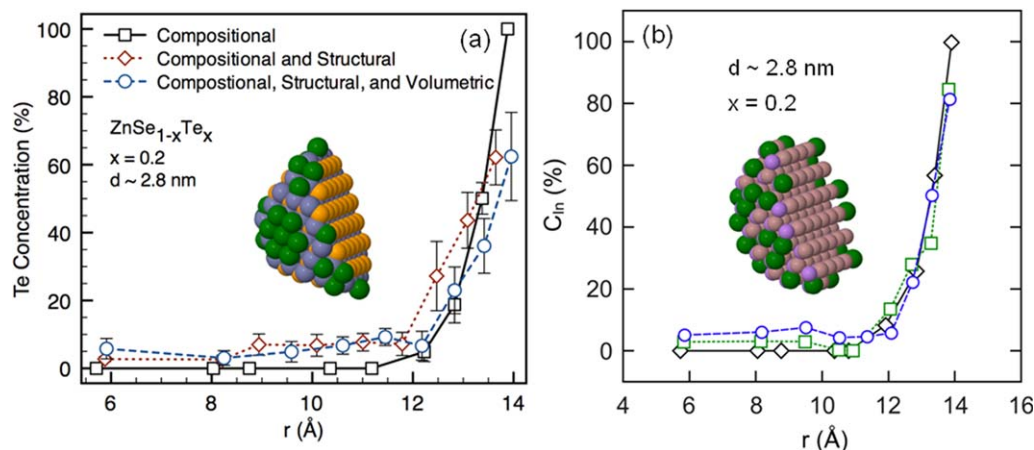 (a)
Compositional
Compositional and Structural
Compostional, Structural, and Volumetric
ZnSe1-xTex
x = 0.2
d ~ 2.8 nm
Te Concentration (%)
100
80
60
40
20
0
6
8
10
12
14
r (Å)
(b)
d ~ 2.8 nm
x = 0.2
CIn (%)
100
80
60
40
20
0
4
6
8
10
12
14
16
r (Å)